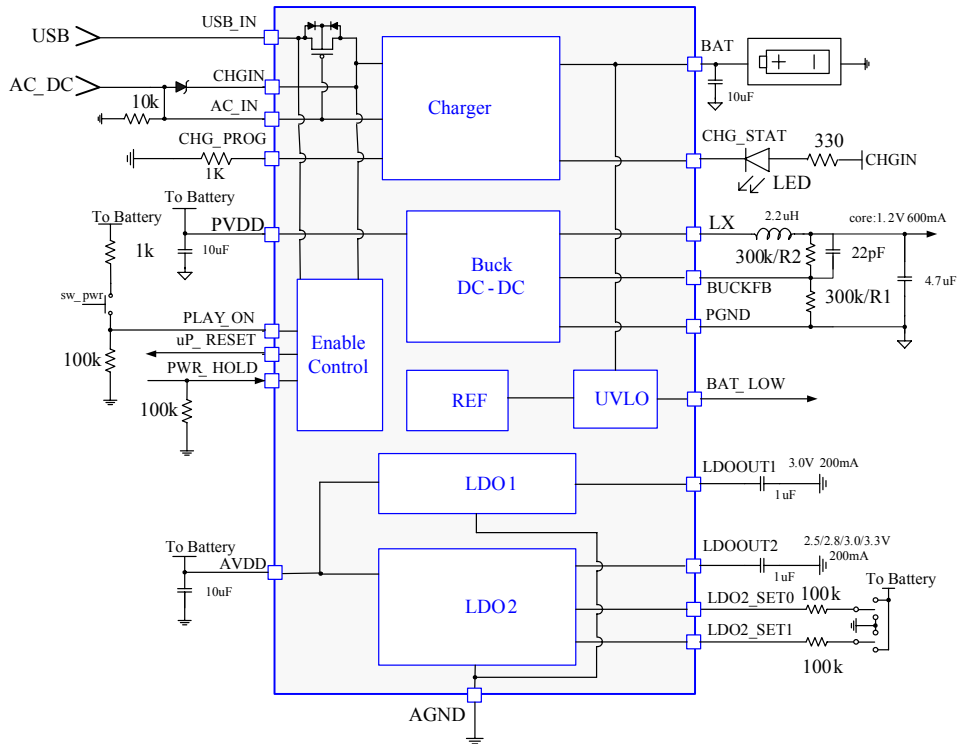 USB
USB_IN
AC_DC
CHGIN
10k
AC_IN
CHG_PROG
1K
To Battery
To Battery
PVDD
10uF
1k
sw_pwr
PLAY_ON
uP_ RESET
100k
PWR_HOLD
100k
To Battery
AVDD
10uF
Charger
Buck
DC-DC
Enable
Control
REF
UVLO
LDO1
LDO2
AGND
BAT
+
10uF
CHG_STAT
330
CHGIN
LED
LX
2.2uH
core:1.2V 600mA
300k/R2
22pF
BUCKFB
4.7uF
300k/R1
PGND
BAT_LOW
LDOOUT1
3.0V 200mA
1uF
LDOOUT2
2.5/2.8/3.0/3.3V
200mA
1uF
To Battery
LDO2_SET0
100k
LDO2_SET1
100k